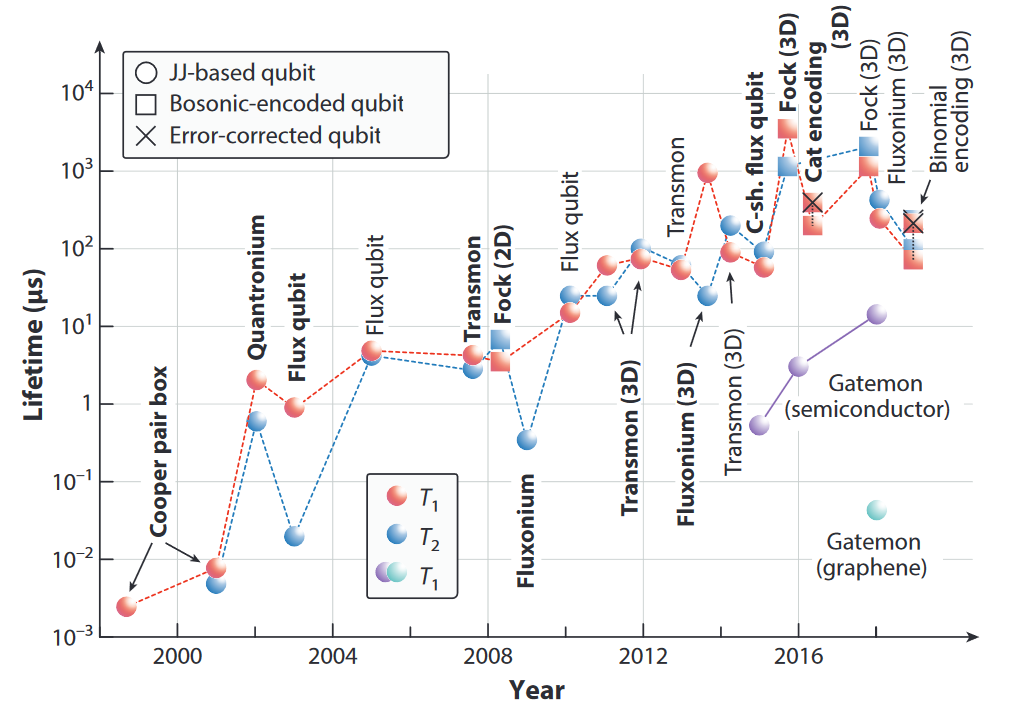 Lifetime (μs)
10⁴
10³
10²
10¹
1
10⁻¹
10⁻²
10⁻³
JJ-based qubit
Bosonic-encoded qubit
Error-corrected qubit
Cooper pair box
Quantronium
Flux qubit
Flux qubit
Transmon
Fock (2D)
Fluxonium
Flux qubit
Transmon (3D)
Transmon
Fluxonium (3D)
Transmon (3D)
C-sh. flux qubit
Fock (3D)
Cat encoding
(3D)
Fock (3D)
Fluxonium (3D)
Binomial
encoding (3D)
Gatemon
(semiconductor)
Gatemon
(graphene)
T₁
T₂
T₁
2000
2004
2008
2012
2016
Year